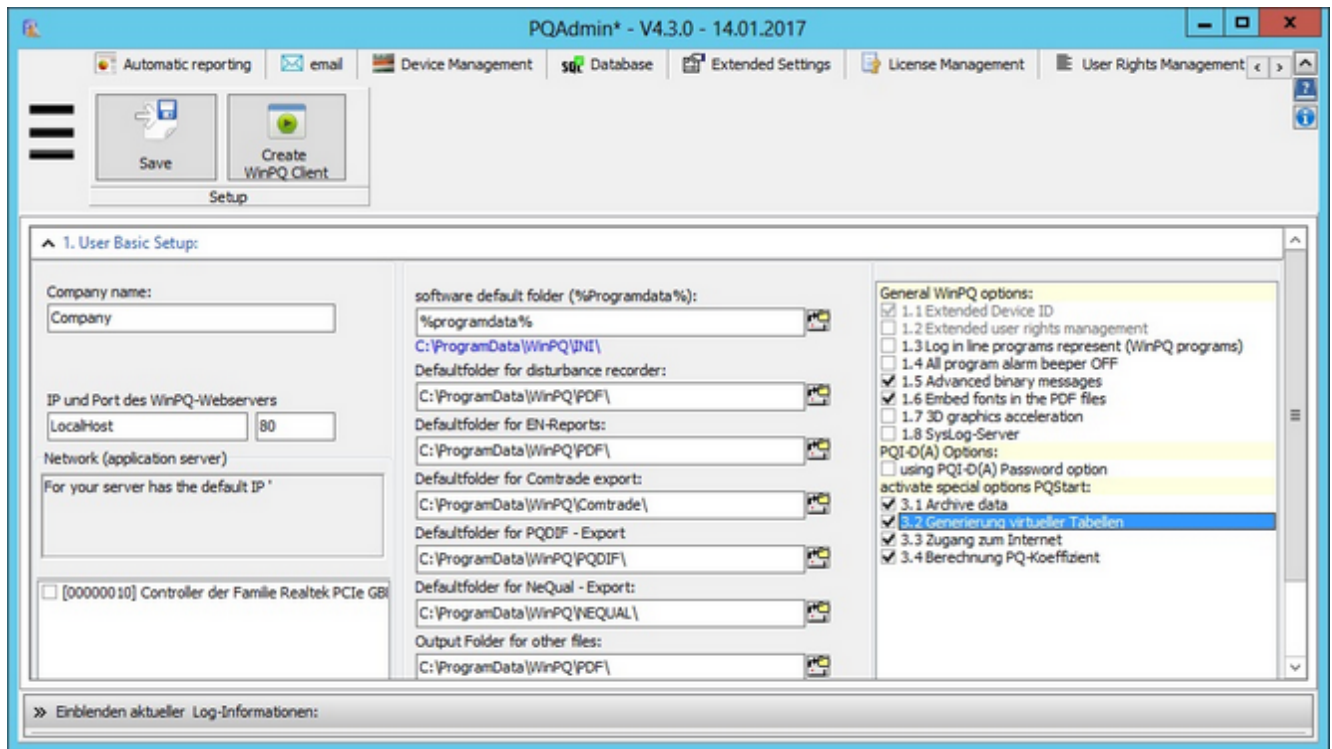 PQAdmin* - V4.3.0 - 14.01.2017
Automatic reporting
email
Device Management
SQL Database
Extended Settings
License Management
User Rights Management
Save
Create
WinPQ Client
Setup
1. User Basic Setup:
Company name:
Company
IP und Port des WinPQ-Webservers
LocalHost
80
Network (application server)
For your server has the default IP '
[00000010] Controller der Familie Realtek PCIe GB
software default folder (%Programdata%):
%programdata%
C:\ProgramData\WinPQ\INI\
Defaultfolder for disturbance recorder:
C:\ProgramData\WinPQ\PDF\
Defaultfolder for EN-Reports:
C:\ProgramData\WinPQ\PDF\
Defaultfolder for Comtrade export:
C:\ProgramData\WinPQ\Comtrade\
Defaultfolder for PQDIF - Export
C:\ProgramData\WinPQ\PQDIF\
Defaultfolder for NeQual - Export:
C:\ProgramData\WinPQ\NEQUAL\
Output Folder for other files:
C:\ProgramData\WinPQ\PDF\
General WinPQ options:
1.1 Extended Device ID
1.2 Extended user rights management
1.3 Log in line programs represent (WinPQ programs)
1.4 All program alarm beeper OFF
1.5 Advanced binary messages
1.6 Embed fonts in the PDF files
1.7 3D graphics acceleration
1.8 SysLog-Server
PQI-D(A) Options:
using PQI-D(A) Password option
activate special options PQStart:
3.1 Archive data
3.2 Generierung virtueller Tabellen
3.3 Zugang zum Internet
3.4 Berechnung PQ-Koeffizient
» Einblenden aktueller Log-Informationen: